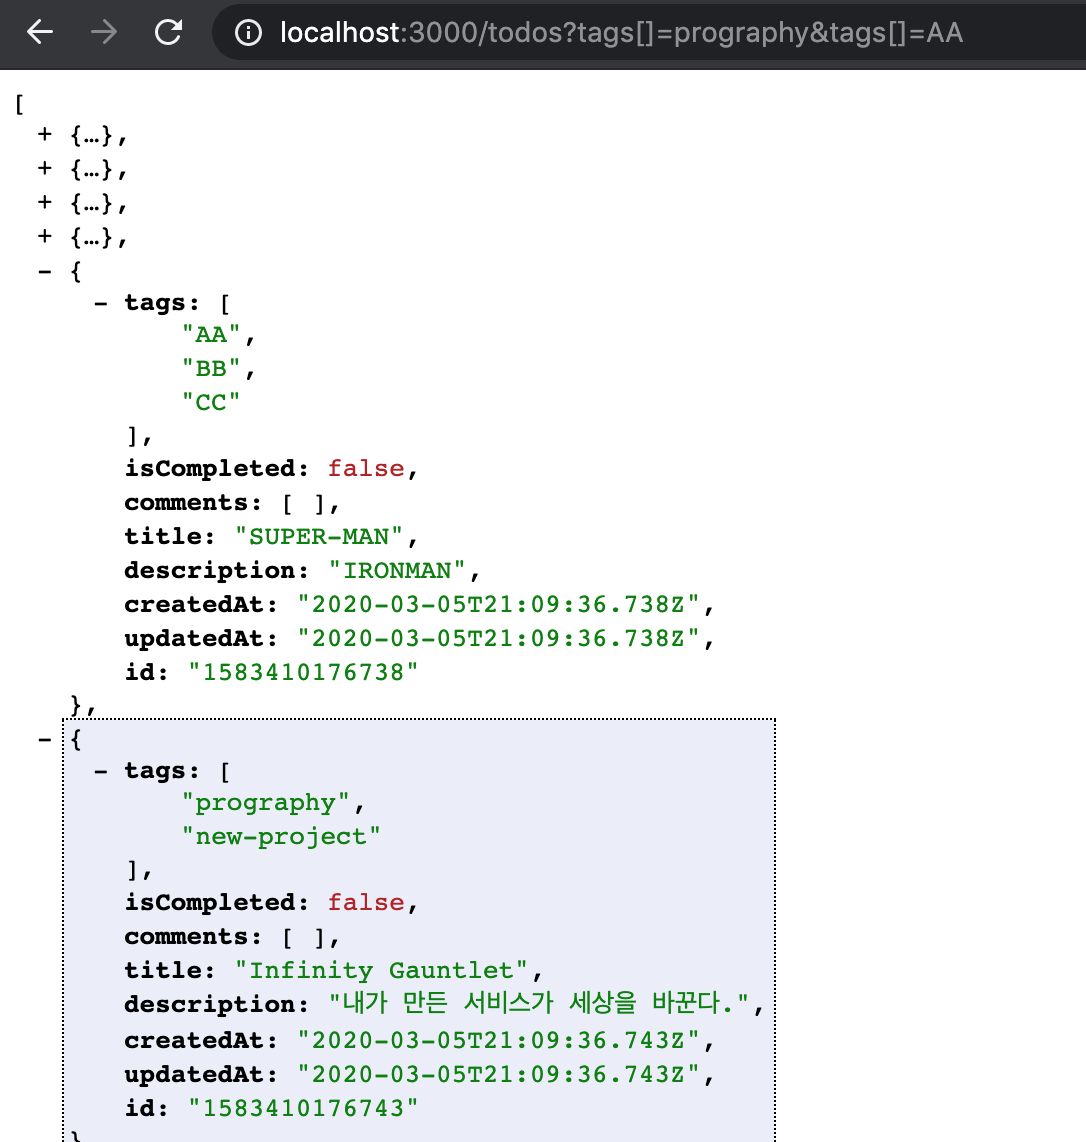 localhost:3000/todos?tags[]=prography&tags[]=AA
[
+ {…},
+ {…},
+ {…},
+ {…},
- {
- tags: [
"AA",
"BB",
"CC"
],
isCompleted: false,
comments: [ ],
title: "SUPER-MAN",
description: "IRONMAN",
createdAt: "2020-03-05T21:09:36.738Z",
updatedAt: "2020-03-05T21:09:36.738Z",
id: "1583410176738"
},
- {
- tags: [
"prography",
"new-project"
],
isCompleted: false,
comments: [ ],
title: "Infinity Gauntlet",
description: "내가 만든 서비스가 세상을 바꾼다.",
createdAt: "2020-03-05T21:09:36.743Z",
updatedAt: "2020-03-05T21:09:36.743Z",
id: "1583410176743"
}